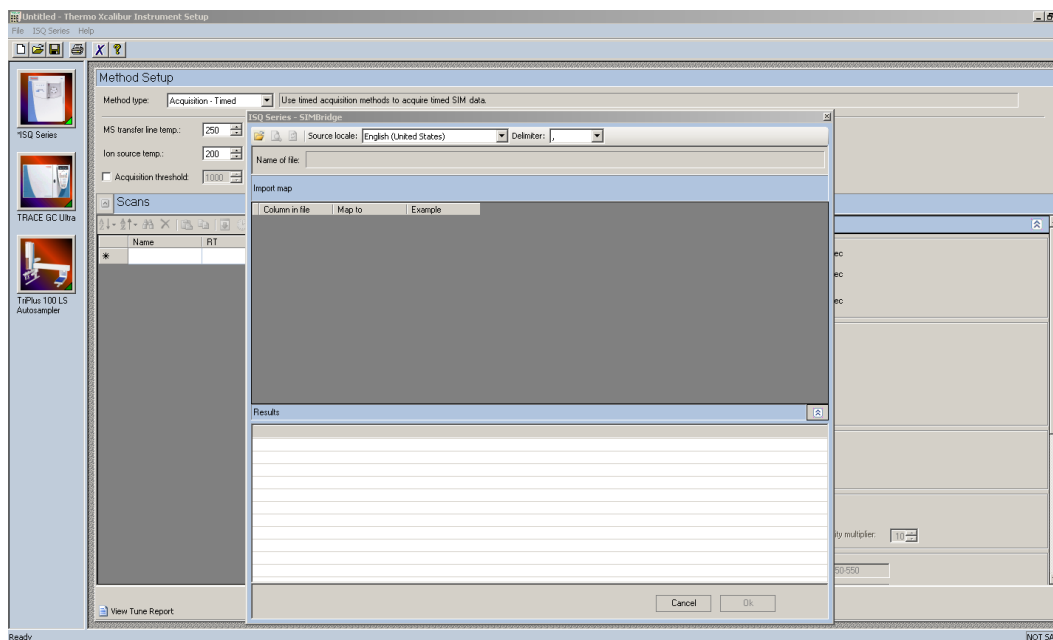 Untitled - Thermo Xcalibur Instrument Setup
File ISQ Series Help
Method Setup
Method type: Acquisition - Timed Use timed acquisition methods to acquire timed SIM data.
ISQ Series - SIMBridge
MS transfer line temp.: 250
Source locale: English (United States) Delimiter: ,
*ISQ Series
Ion source temp.: 200
Name of file:
Acquisition threshold: 1000
Import map
Scans
Column in file Map to Example
TRACE GC Ultra
Name RT
ec
ec
ec
TriPlus 100 LS
Autosampler
Results
ity multiplier: 10
50-550
Cancel Ok
View Tune Report
Ready NOT SA